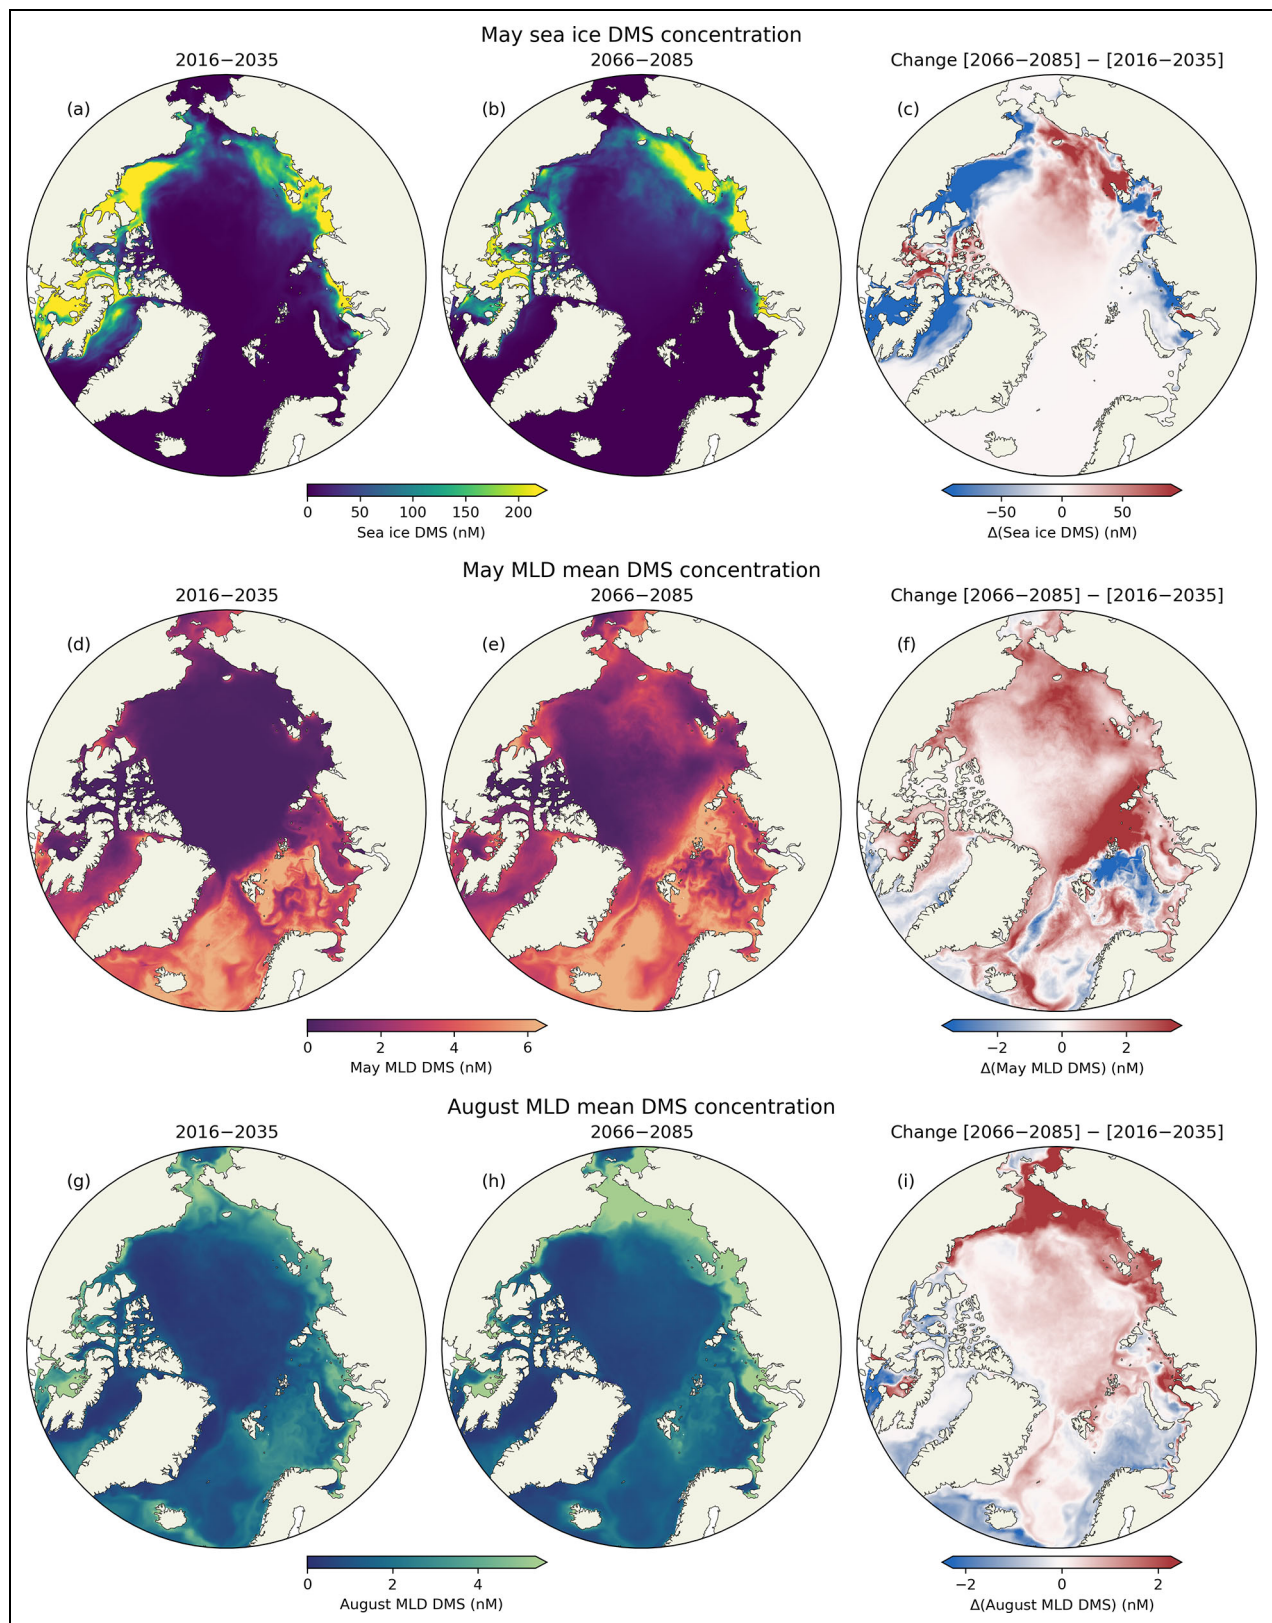 May sea ice DMS concentration
2016−2035
2066−2085
Change [2066−2085] − [2016−2035]
(a)
(b)
(c)
0 50 100 150 200
Sea ice DMS (nM)
−50 0 50
Δ(Sea ice DMS) (nM)
May MLD mean DMS concentration
2016−2035
2066−2085
Change [2066−2085] − [2016−2035]
(d)
(e)
(f)
0 2 4 6
May MLD DMS (nM)
−2 0 2
Δ(May MLD DMS) (nM)
August MLD mean DMS concentration
2016−2035
2066−2085
Change [2066−2085] − [2016−2035]
(g)
(h)
(i)
0 2 4
August MLD DMS (nM)
−2 0 2
Δ(August MLD DMS) (nM)